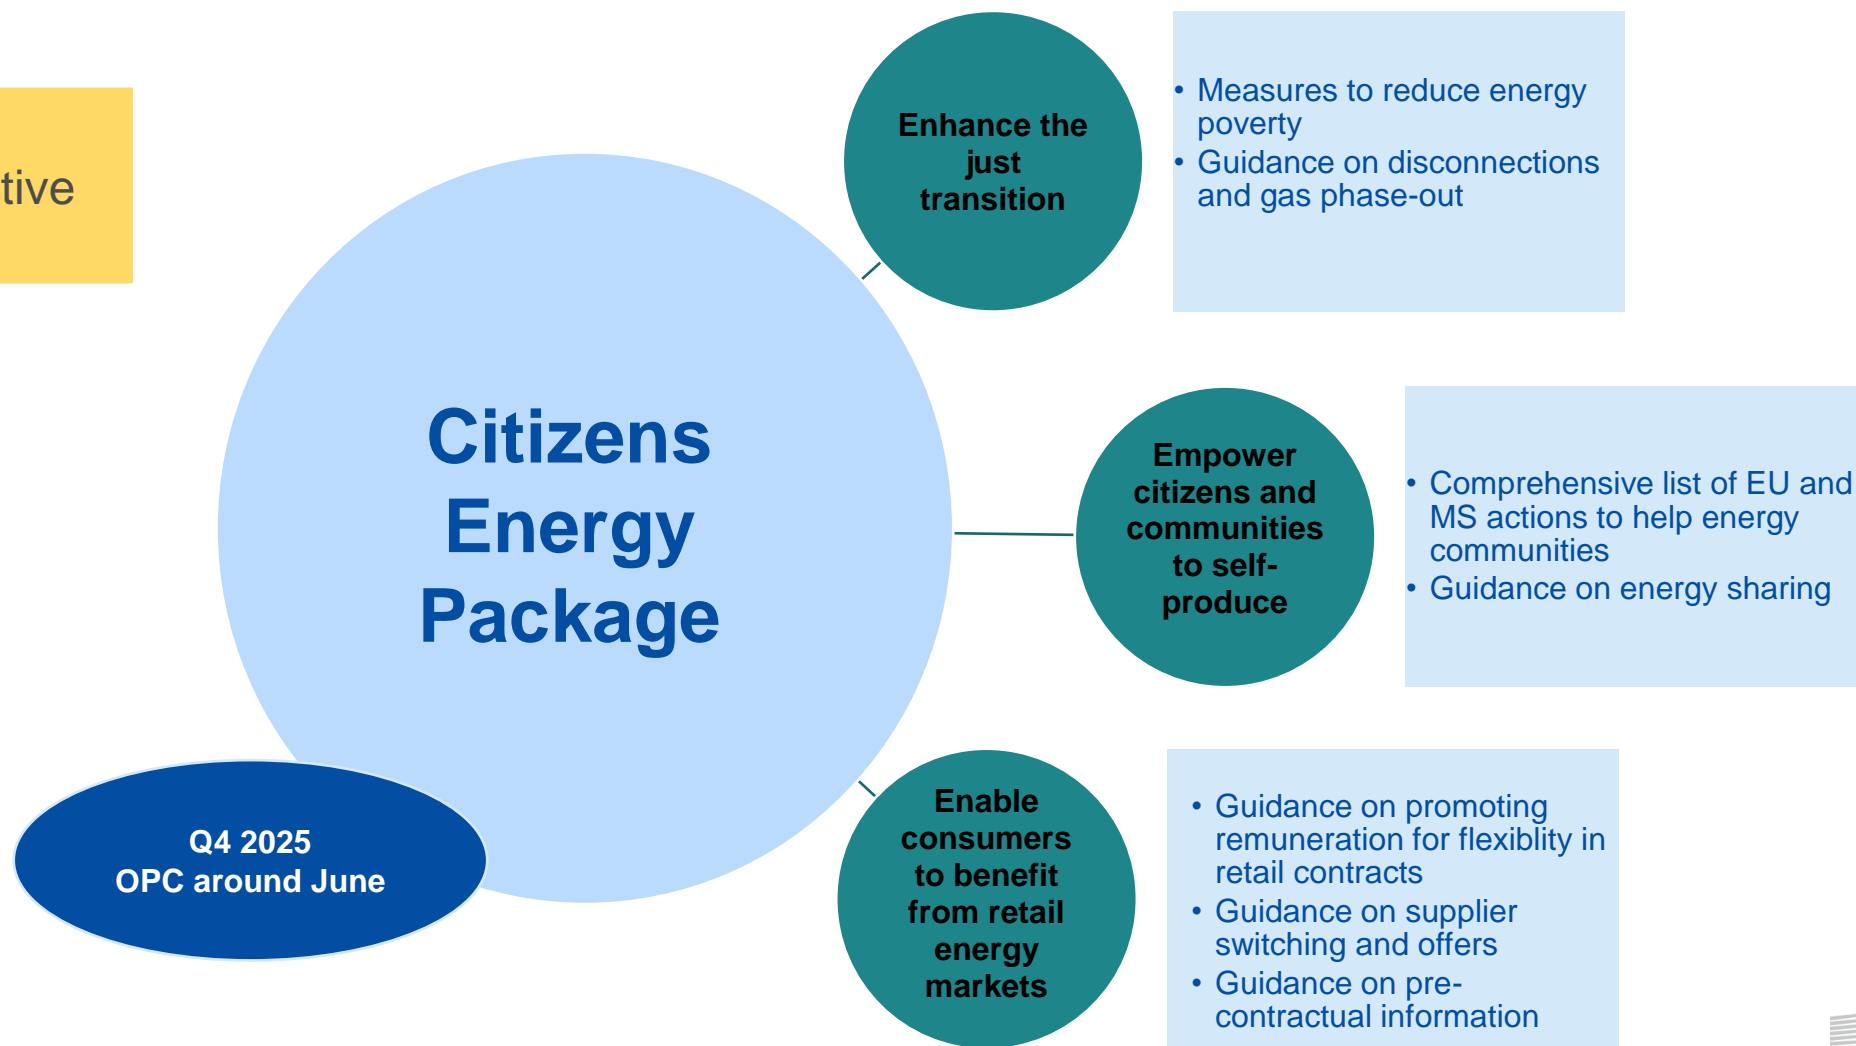 tive
Citizens
Energy
Package
Q4 2025
OPC around June
Enhance the
just
transition
• Measures to reduce energy
poverty
• Guidance on disconnections
and gas phase-out
Empower
citizens and
communities
to self-
produce
• Comprehensive list of EU and
MS actions to help energy
communities
• Guidance on energy sharing
Enable
consumers
to benefit
from retail
energy
markets
• Guidance on promoting
remuneration for flexiblity in
retail contracts
• Guidance on supplier
switching and offers
• Guidance on pre-
contractual information